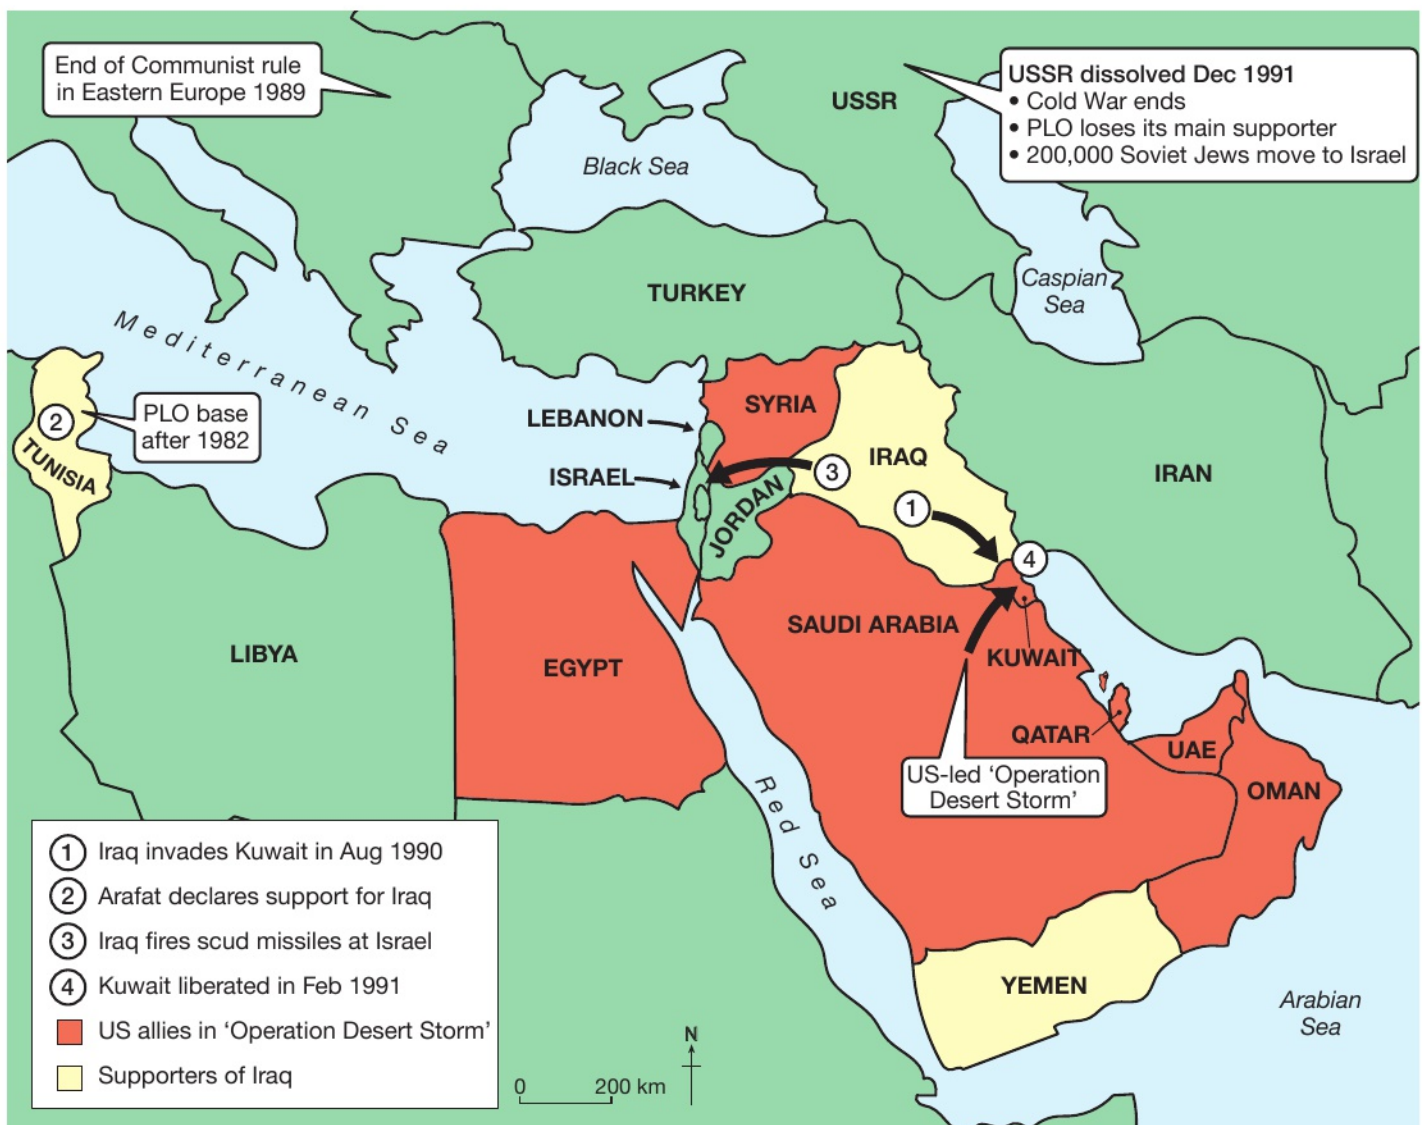 End of Communist rule
in Eastern Europe 1989
USSR
USSR dissolved Dec 1991
• Cold War ends
• PLO loses its main supporter
• 200,000 Soviet Jews move to Israel
Black Sea
Caspian
Sea
TURKEY
Mediterranean Sea
2
PLO base
after 1982
TUNISIA
LEBANON
SYRIA
ISRAEL
3
IRAQ
IRAN
1
JORDAN
4
LIBYA
EGYPT
SAUDI ARABIA
KUWAIT
QATAR
UAE
OMAN
US-led ‘Operation
Desert Storm’
Red Sea
YEMEN
Arabian
Sea
1 Iraq invades Kuwait in Aug 1990
2 Arafat declares support for Iraq
3 Iraq fires scud missiles at Israel
4 Kuwait liberated in Feb 1991
US allies in ‘Operation Desert Storm’
Supporters of Iraq
N
0 200 km